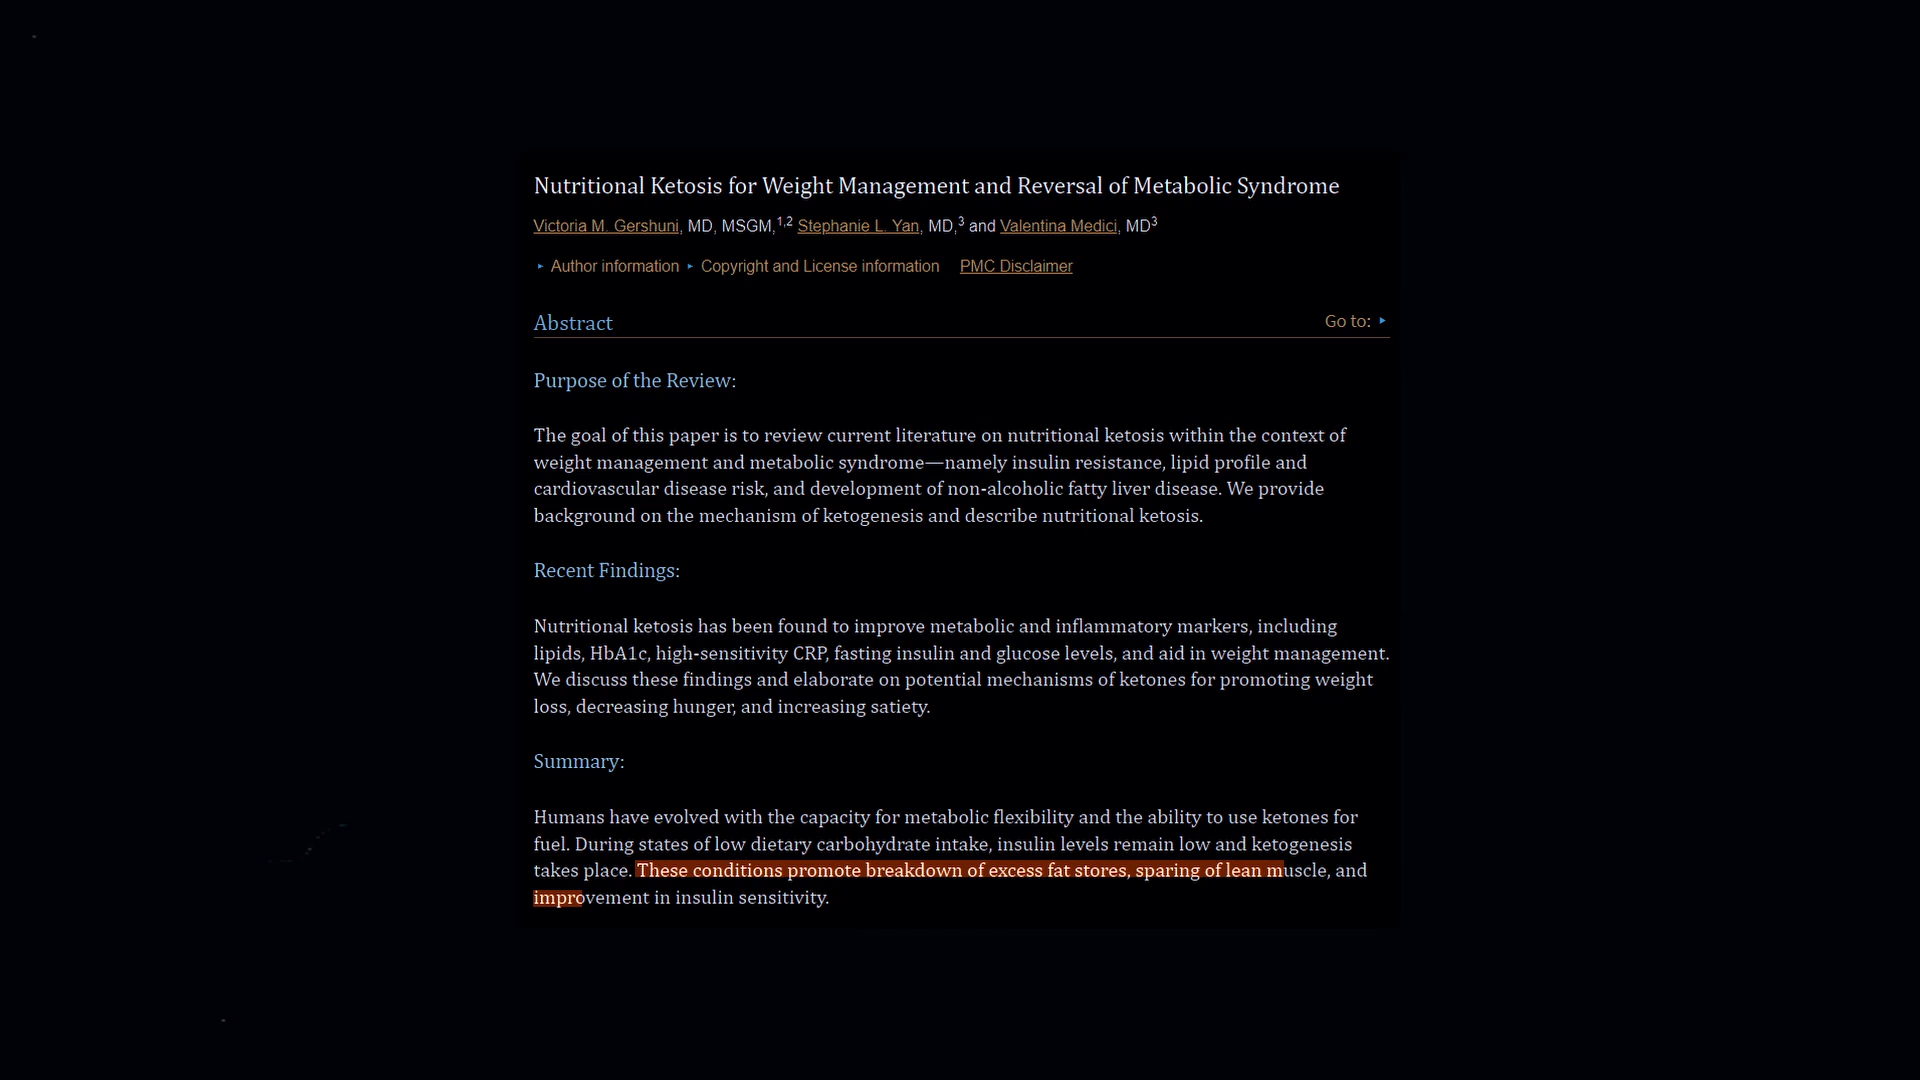 Nutritional Ketosis for Weight Management and Reversal of Metabolic Syndrome
Victoria M. Gershuni, MD, MSGM,1,2 Stephanie L. Yan, MD,3 and Valentina Medici, MD3
▸ Author information ▸ Copyright and License information PMC Disclaimer
Abstract
Go to: ▸
Purpose of the Review:
The goal of this paper is to review current literature on nutritional ketosis within the context of
weight management and metabolic syndrome—namely insulin resistance, lipid profile and
cardiovascular disease risk, and development of non-alcoholic fatty liver disease. We provide
background on the mechanism of ketogenesis and describe nutritional ketosis.
Recent Findings:
Nutritional ketosis has been found to improve metabolic and inflammatory markers, including
lipids, HbA1c, high-sensitivity CRP, fasting insulin and glucose levels, and aid in weight management.
We discuss these findings and elaborate on potential mechanisms of ketones for promoting weight
loss, decreasing hunger, and increasing satiety.
Summary:
Humans have evolved with the capacity for metabolic flexibility and the ability to use ketones for
fuel. During states of low dietary carbohydrate intake, insulin levels remain low and ketogenesis
takes place. These conditions promote breakdown of excess fat stores, sparing of lean muscle, and
improvement in insulin sensitivity.